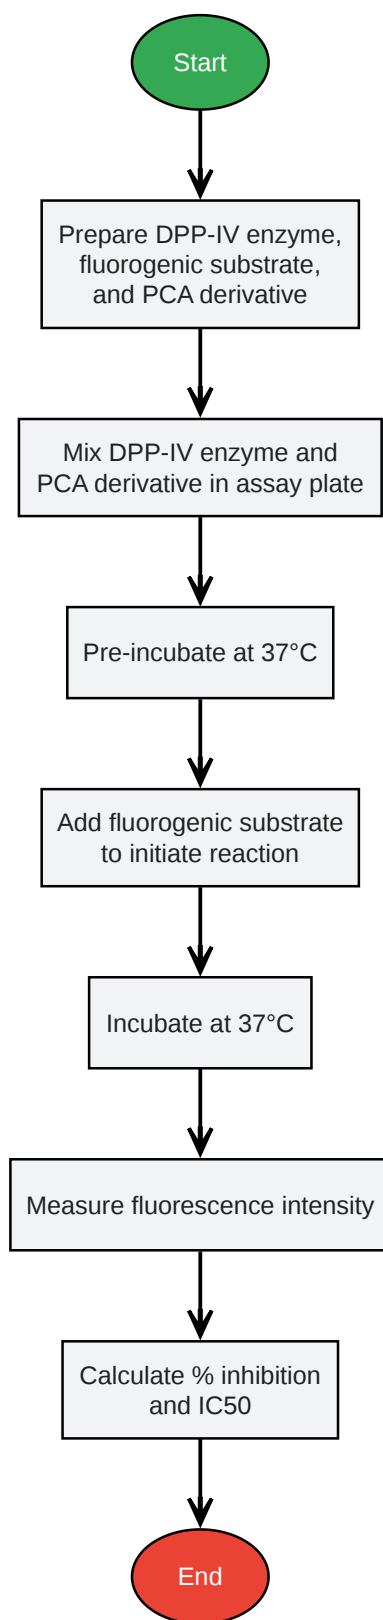 Start
Prepare DPP-IV enzyme,
fluorogenic substrate,
and PCA derivative
Mix DPP-IV enzyme and
PCA derivative in assay plate
Pre-incubate at 37°C
Add fluorogenic substrate
to initiate reaction
Incubate at 37°C
Measure fluorescence intensity
Calculate % inhibition
and IC50
End